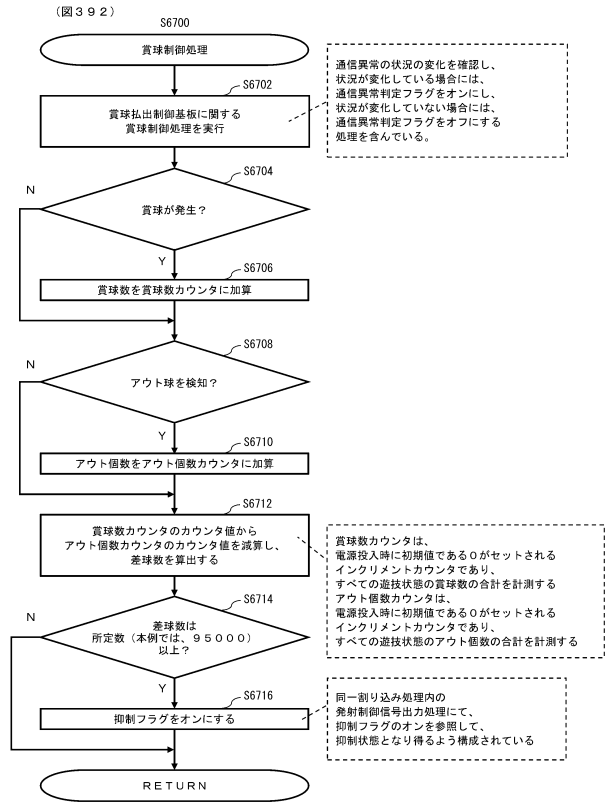 （図３９２）
S6700
賞球制御処理
S6702
賞球払出制御基板に関する
賞球制御処理を実行
通信異常の状況の変化を確認し、
状況が変化している場合には、
通信異常判定フラグをオンにし、
状況が変化していない場合には、
通信異常判定フラグをオフにする
処理を含んでいる。
S6704
N
賞球が発生？
Y
S6706
賞球数を賞球数カウンタに加算
S6708
N
アウト球を検知？
Y
S6710
アウト個数をアウト個数カウンタに加算
S6712
賞球数カウンタのカウンタ値から
アウト個数カウンタのカウンタ値を減算し、
差球数を算出する
賞球数カウンタは、
電源投入時に初期値である０がセットされる
インクリメントカウンタであり、
すべての遊技状態の賞球数の合計を計測する
アウト個数カウンタは、
電源投入時に初期値である０がセットされる
インクリメントカウンタであり、
すべての遊技状態のアウト個数の合計を計測する
S6714
N
差球数は
所定数（本例では、９５０００）
以上？
Y
S6716
抑制フラグをオンにする
同一割り込み処理内の
発射制御信号出力処理にて、
抑制フラグのオンを参照して、
抑制状態となり得るよう構成されている
ＲＥＴＵＲＮ